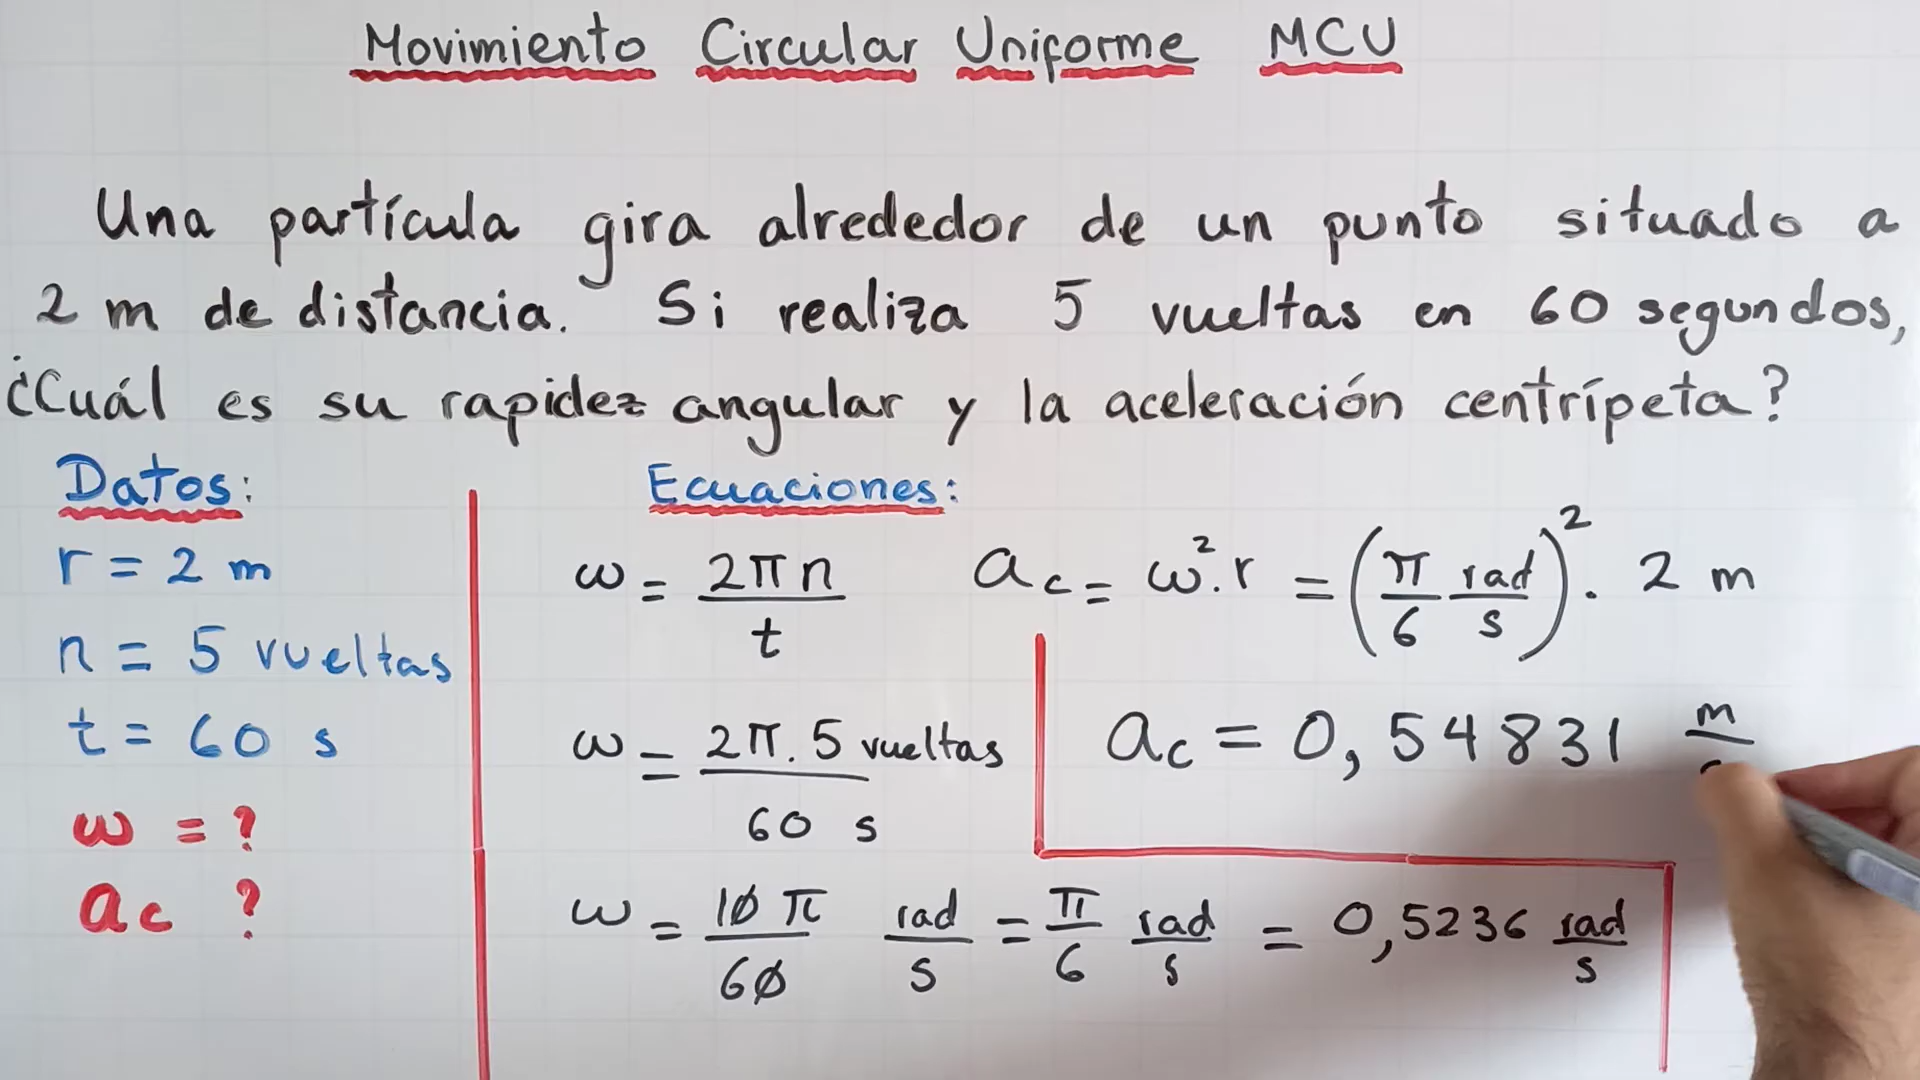 Movimiento Circular Uniforme MCU
Una partícula gira alrededor de un punto situado a
2 m de distancia. Si realiza 5 vueltas en 60 segundos,
¿Cuál es su rapidez angular y la aceleración centrípeta?
Datos:
r = 2 m
n = 5 vueltas
t = 60 s
ω = ?
ac ?
Ecuaciones:
ω = 2πn / t
ω = 2π . 5 vueltas / 60 s
ω = 10 π / 60 rad / s = π / 6 rad / s = 0,5236 rad / s
ac = ω².r = (π / 6 rad / s)² . 2 m
ac = 0,54831 m /